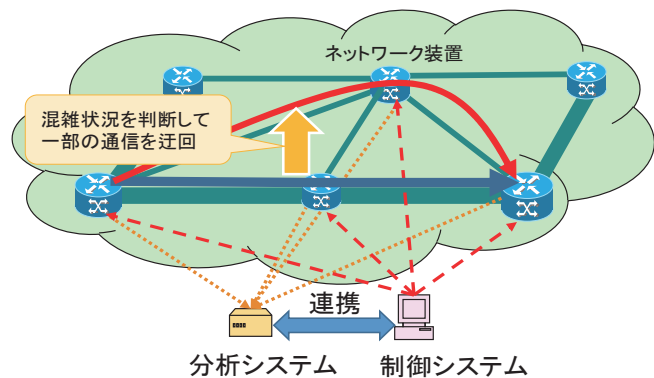 ネットワーク装置
混雑状況を判断して
一部の通信を迂回
連携
分析システム
制御システム